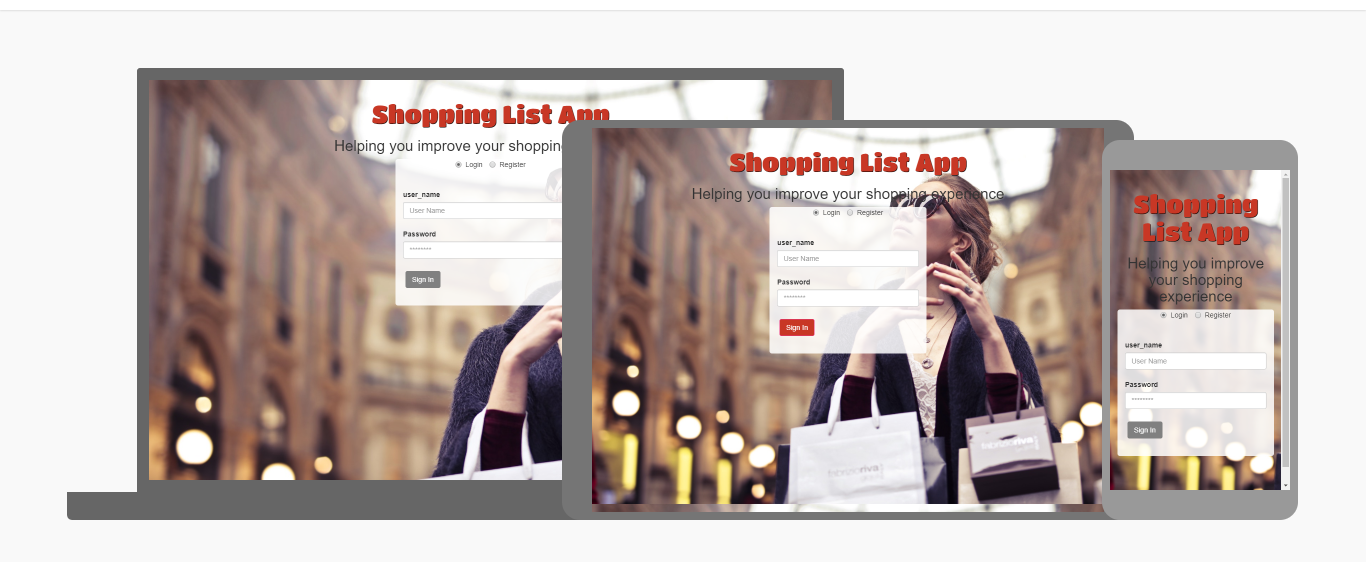 Shopping List App
Helping you improve your shopping
Login Register
user_name
User Name
Password
********
Sign In
Shopping List App
Helping you improve your shopping experience
Login Register
user_name
User Name
Password
********
Sign In
riva
Shopping
List App
Helping you improve
your shopping
experience
Login Register
user_name
User Name
Password
********
Sign In